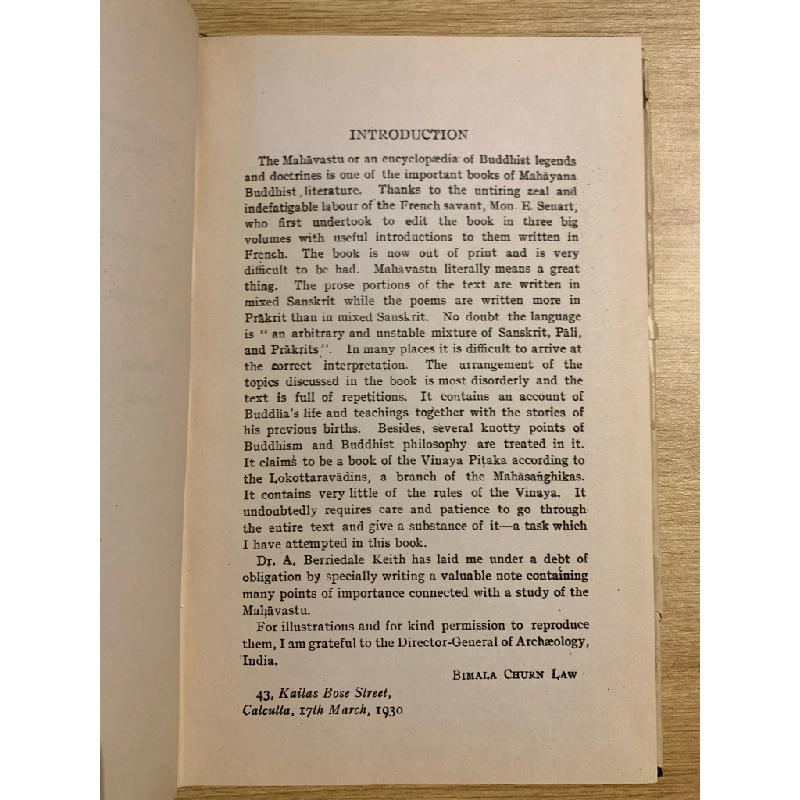 INTRODUCTION
The Mahāvastu or an encyclopædia of Buddhist legends
and doctrines is one of the important books of Mahāyana
Buddhist literature. Thanks to the untiring zeal and
indefatigable labour of the French savant, Mon. E. Senart,
who first undertook to edit the book in three big
volumes with useful introductions to them written in
French. The book is now out of print and is very
difficult to be had. Mahāvastu literally means a great
thing. The prose portions of the text are written in
mixed Sanskrit while the poems are written more in
Prākrit than in mixed Sanskrit. No doubt the language
is "an arbitrary and unstable mixture of Sanskrit, Pāli,
and Prākrits". In many places it is difficult to arrive at
the correct interpretation. The arrangement of the
topics discussed in the book is most disorderly and the
text is full of repetitions. It contains an account of
Buddha's life and teachings together with the stories of
his previous births. Besides, several knotty points of
Buddhism and Buddhist philosophy are treated in it.
It claims to be a book of the Vinaya Piṭaka according to
the Lokottaravādins, a branch of the Mahāsaṅghikas.
It contains very little of the rules of the Vinaya. It
undoubtedly requires care and patience to go through
the entire text and give a substance of it—a task which
I have attempted in this book.
Dr. A. Berriedale Keith has laid me under a debt of
obligation by specially writing a valuable note containing
many points of importance connected with a study of the
Mahāvastu.
For illustrations and for kind permission to reproduce
them, I am grateful to the Director-General of Archæology,
India.
BIMALA CHURN LAW
43, Kailas Bose Street,
Calcutta, 17th March, 1930